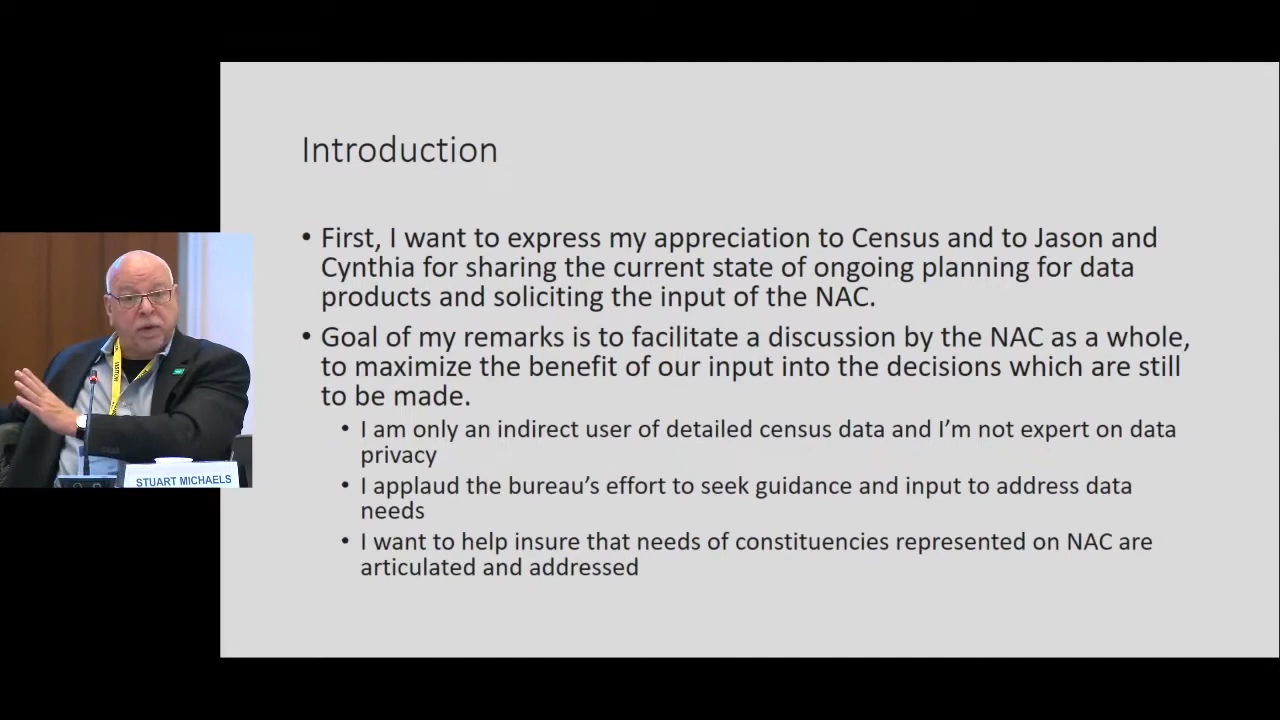 Introduction
• First, I want to express my appreciation to Census and to Jason and
Cynthia for sharing the current state of ongoing planning for data
products and soliciting the input of the NAC.
• Goal of my remarks is to facilitate a discussion by the NAC as a whole,
to maximize the benefit of our input into the decisions which are still
to be made.
• I am only an indirect user of detailed census data and I’m not expert on data
privacy
• I applaud the bureau’s effort to seek guidance and input to address data
needs
• I want to help insure that needs of constituencies represented on NAC are
articulated and addressed
STUART MICHAELS